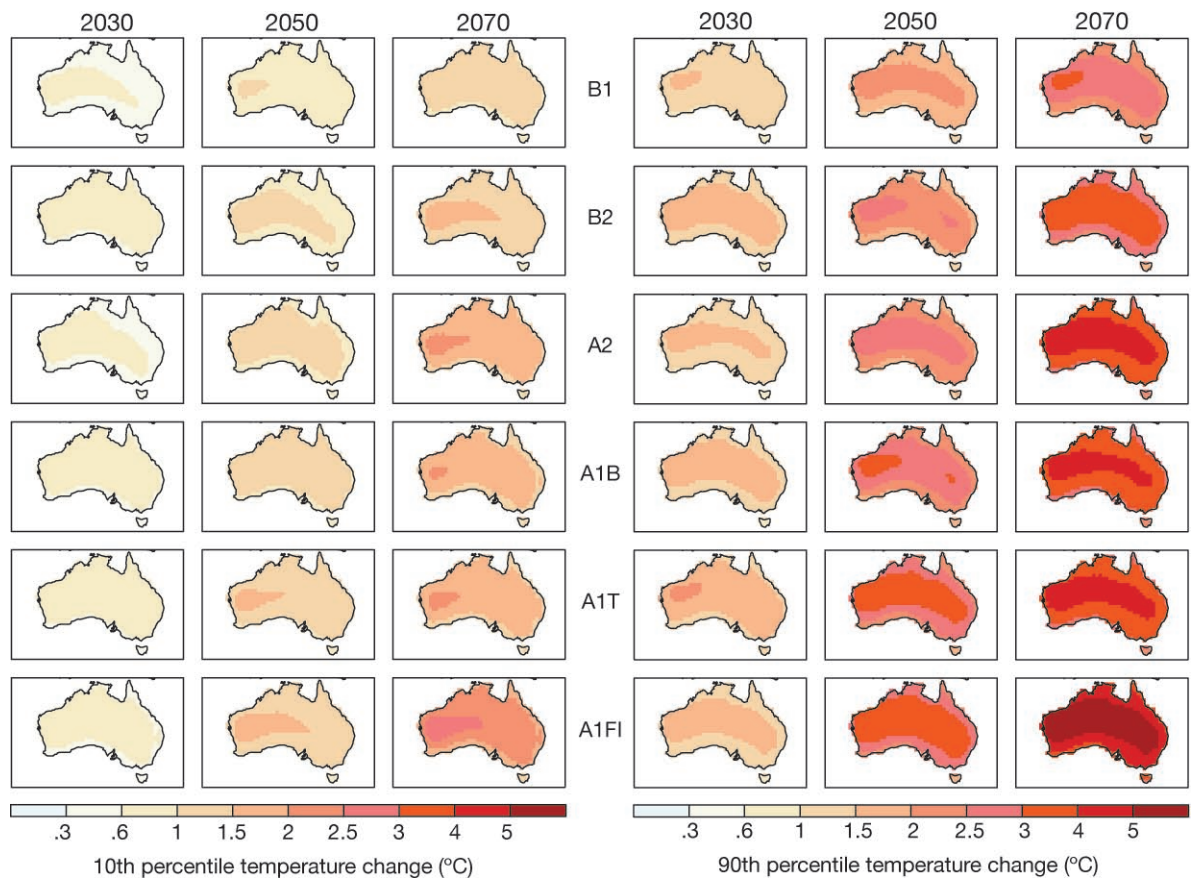 2030 2050 2070 2030 2050 2070
B1
B2
A2
A1B
A1T
A1FI
.3 .6 1 1.5 2 2.5 3 4 5 .3 .6 1 1.5 2 2.5 3 4 5
10th percentile temperature change (ºC) 90th percentile temperature change (ºC)